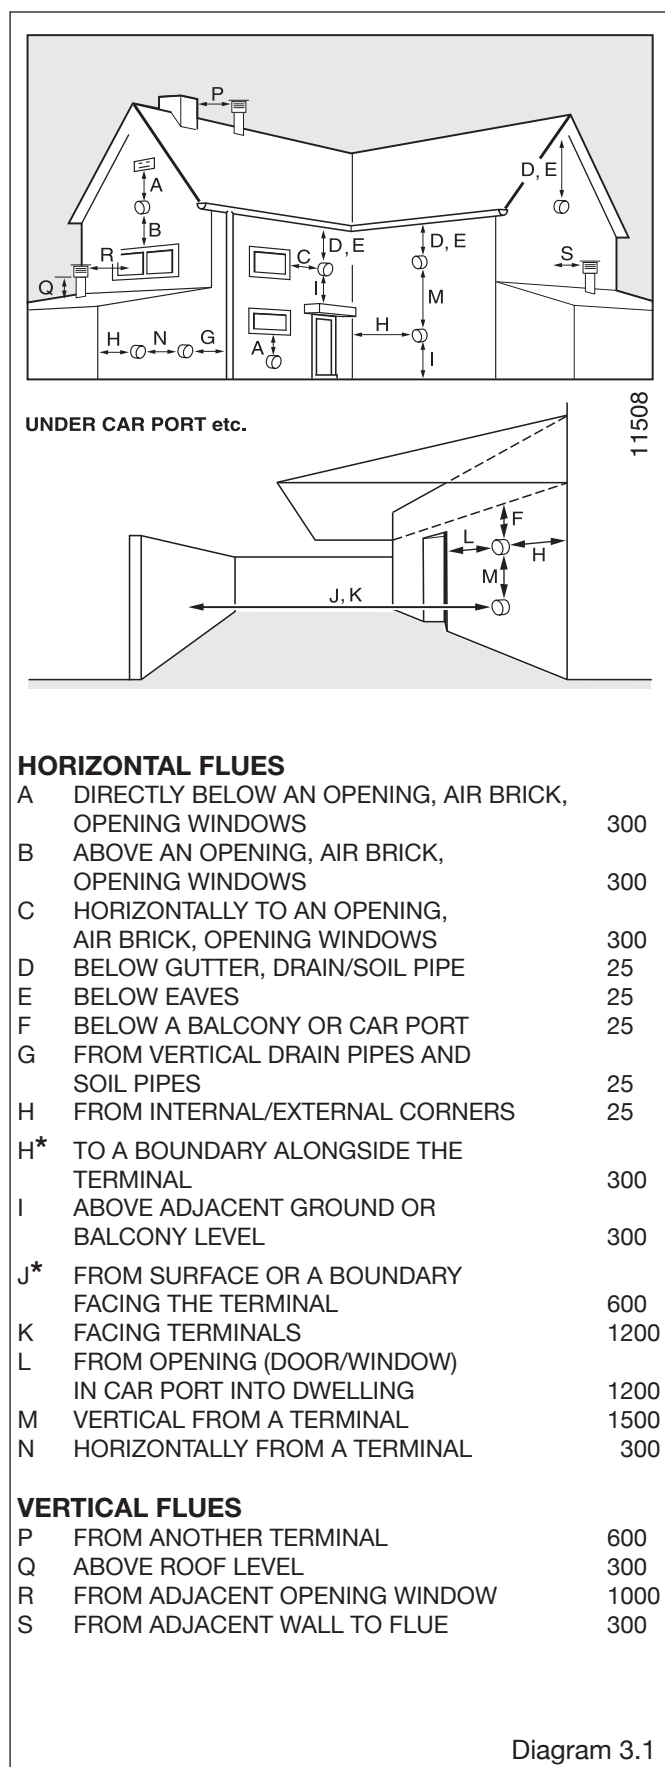 P
A
B
R
Q
H N G
C
D, E
I
A
D, E
M
H
I
D, E
S
11508
UNDER CAR PORT etc.
F
L
H
M
J, K
HORIZONTAL FLUES
A DIRECTLY BELOW AN OPENING, AIR BRICK,
OPENING WINDOWS 300
B ABOVE AN OPENING, AIR BRICK,
OPENING WINDOWS 300
C HORIZONTALLY TO AN OPENING,
AIR BRICK, OPENING WINDOWS 300
D BELOW GUTTER, DRAIN/SOIL PIPE 25
E BELOW EAVES 25
F BELOW A BALCONY OR CAR PORT 25
G FROM VERTICAL DRAIN PIPES AND
SOIL PIPES 25
H FROM INTERNAL/EXTERNAL CORNERS 25
H* TO A BOUNDARY ALONGSIDE THE
TERMINAL 300
I ABOVE ADJACENT GROUND OR
BALCONY LEVEL 300
J* FROM SURFACE OR A BOUNDARY
FACING THE TERMINAL 600
K FACING TERMINALS 1200
L FROM OPENING (DOOR/WINDOW)
IN CAR PORT INTO DWELLING 1200
M VERTICAL FROM A TERMINAL 1500
N HORIZONTALLY FROM A TERMINAL 300
VERTICAL FLUES
P FROM ANOTHER TERMINAL 600
Q ABOVE ROOF LEVEL 300
R FROM ADJACENT OPENING WINDOW 1000
S FROM ADJACENT WALL TO FLUE 300
Diagram 3.1